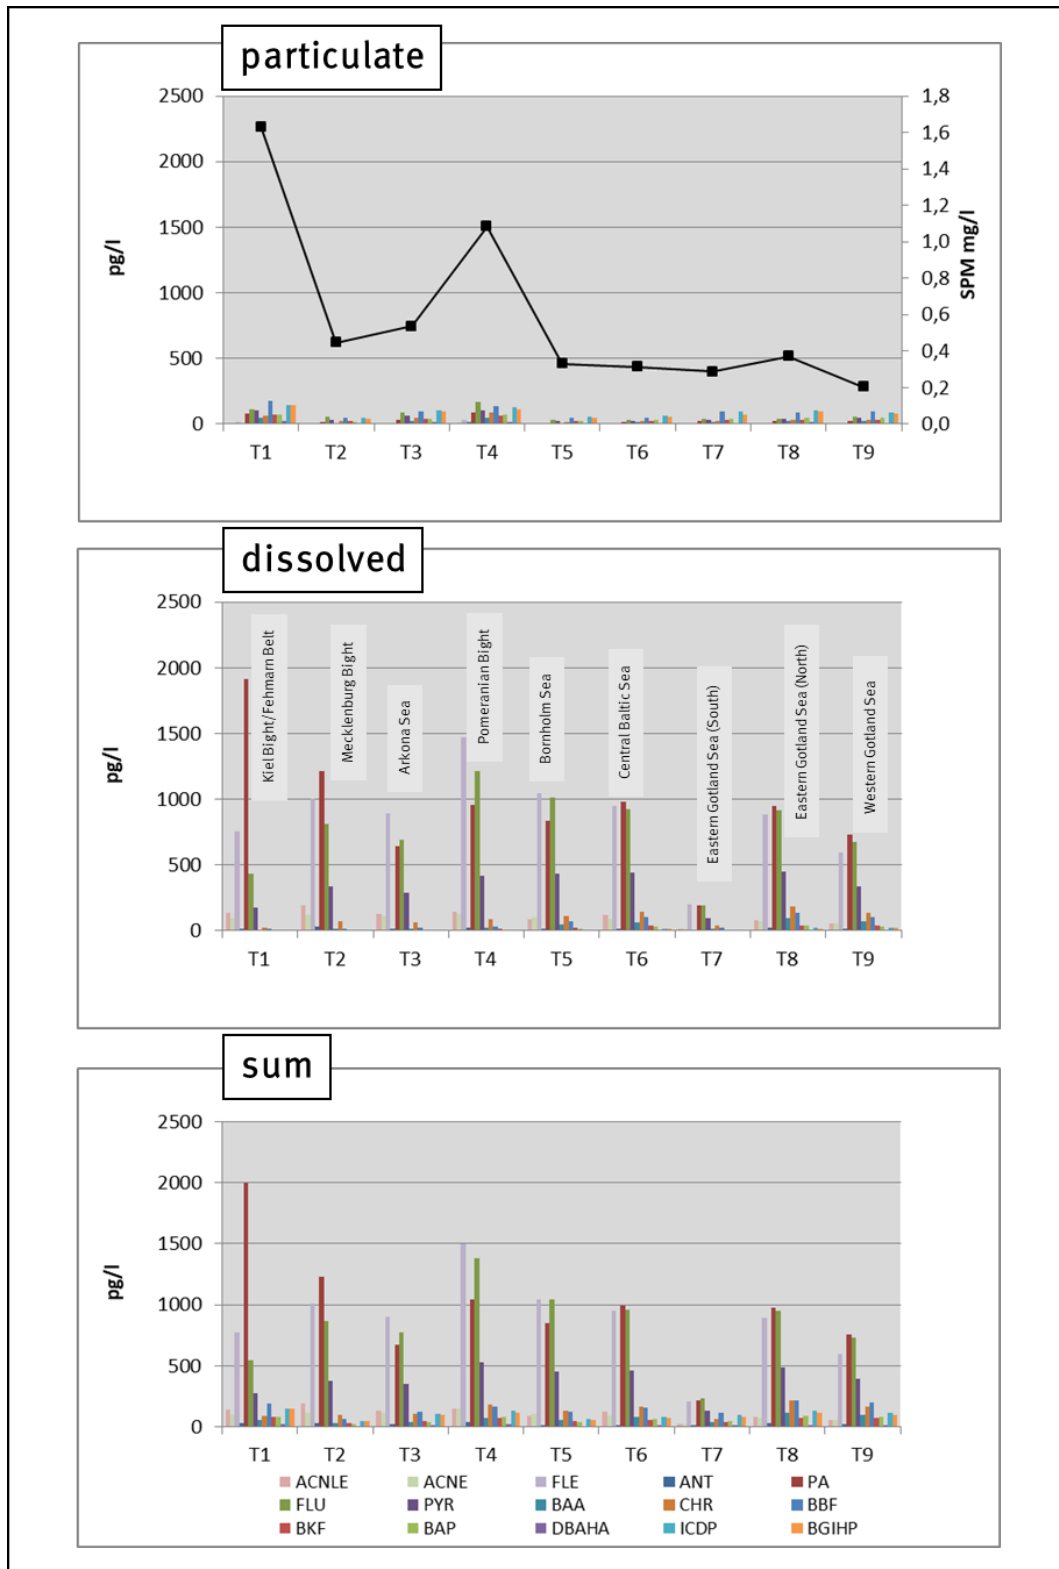 particulate
2500
2000
1500
1000
500
0
pg/l
1,8
1,6
1,4
1,2
1,0
0,8
0,6
0,4
0,2
0,0
SPM mg/l
T1 T2 T3 T4 T5 T6 T7 T8 T9
dissolved
2500
2000
1500
1000
500
0
pg/l
Kiel Bight/Fehmarn Belt
Mecklenburg Bight
Arkona Sea
Pomeranian Bight
Bornholm Sea
Central Baltic Sea
Eastern Gotland Sea (South)
Eastern Gotland Sea (North)
Western Gotland Sea
T1 T2 T3 T4 T5 T6 T7 T8 T9
sum
2500
2000
1500
1000
500
0
pg/l
T1 T2 T3 T4 T5 T6 T7 T8 T9
ACNLE ACNE FLE ANT PA
FLU PYR BAA CHR BBF
BKF BAP DBAHA ICDP BGIHP